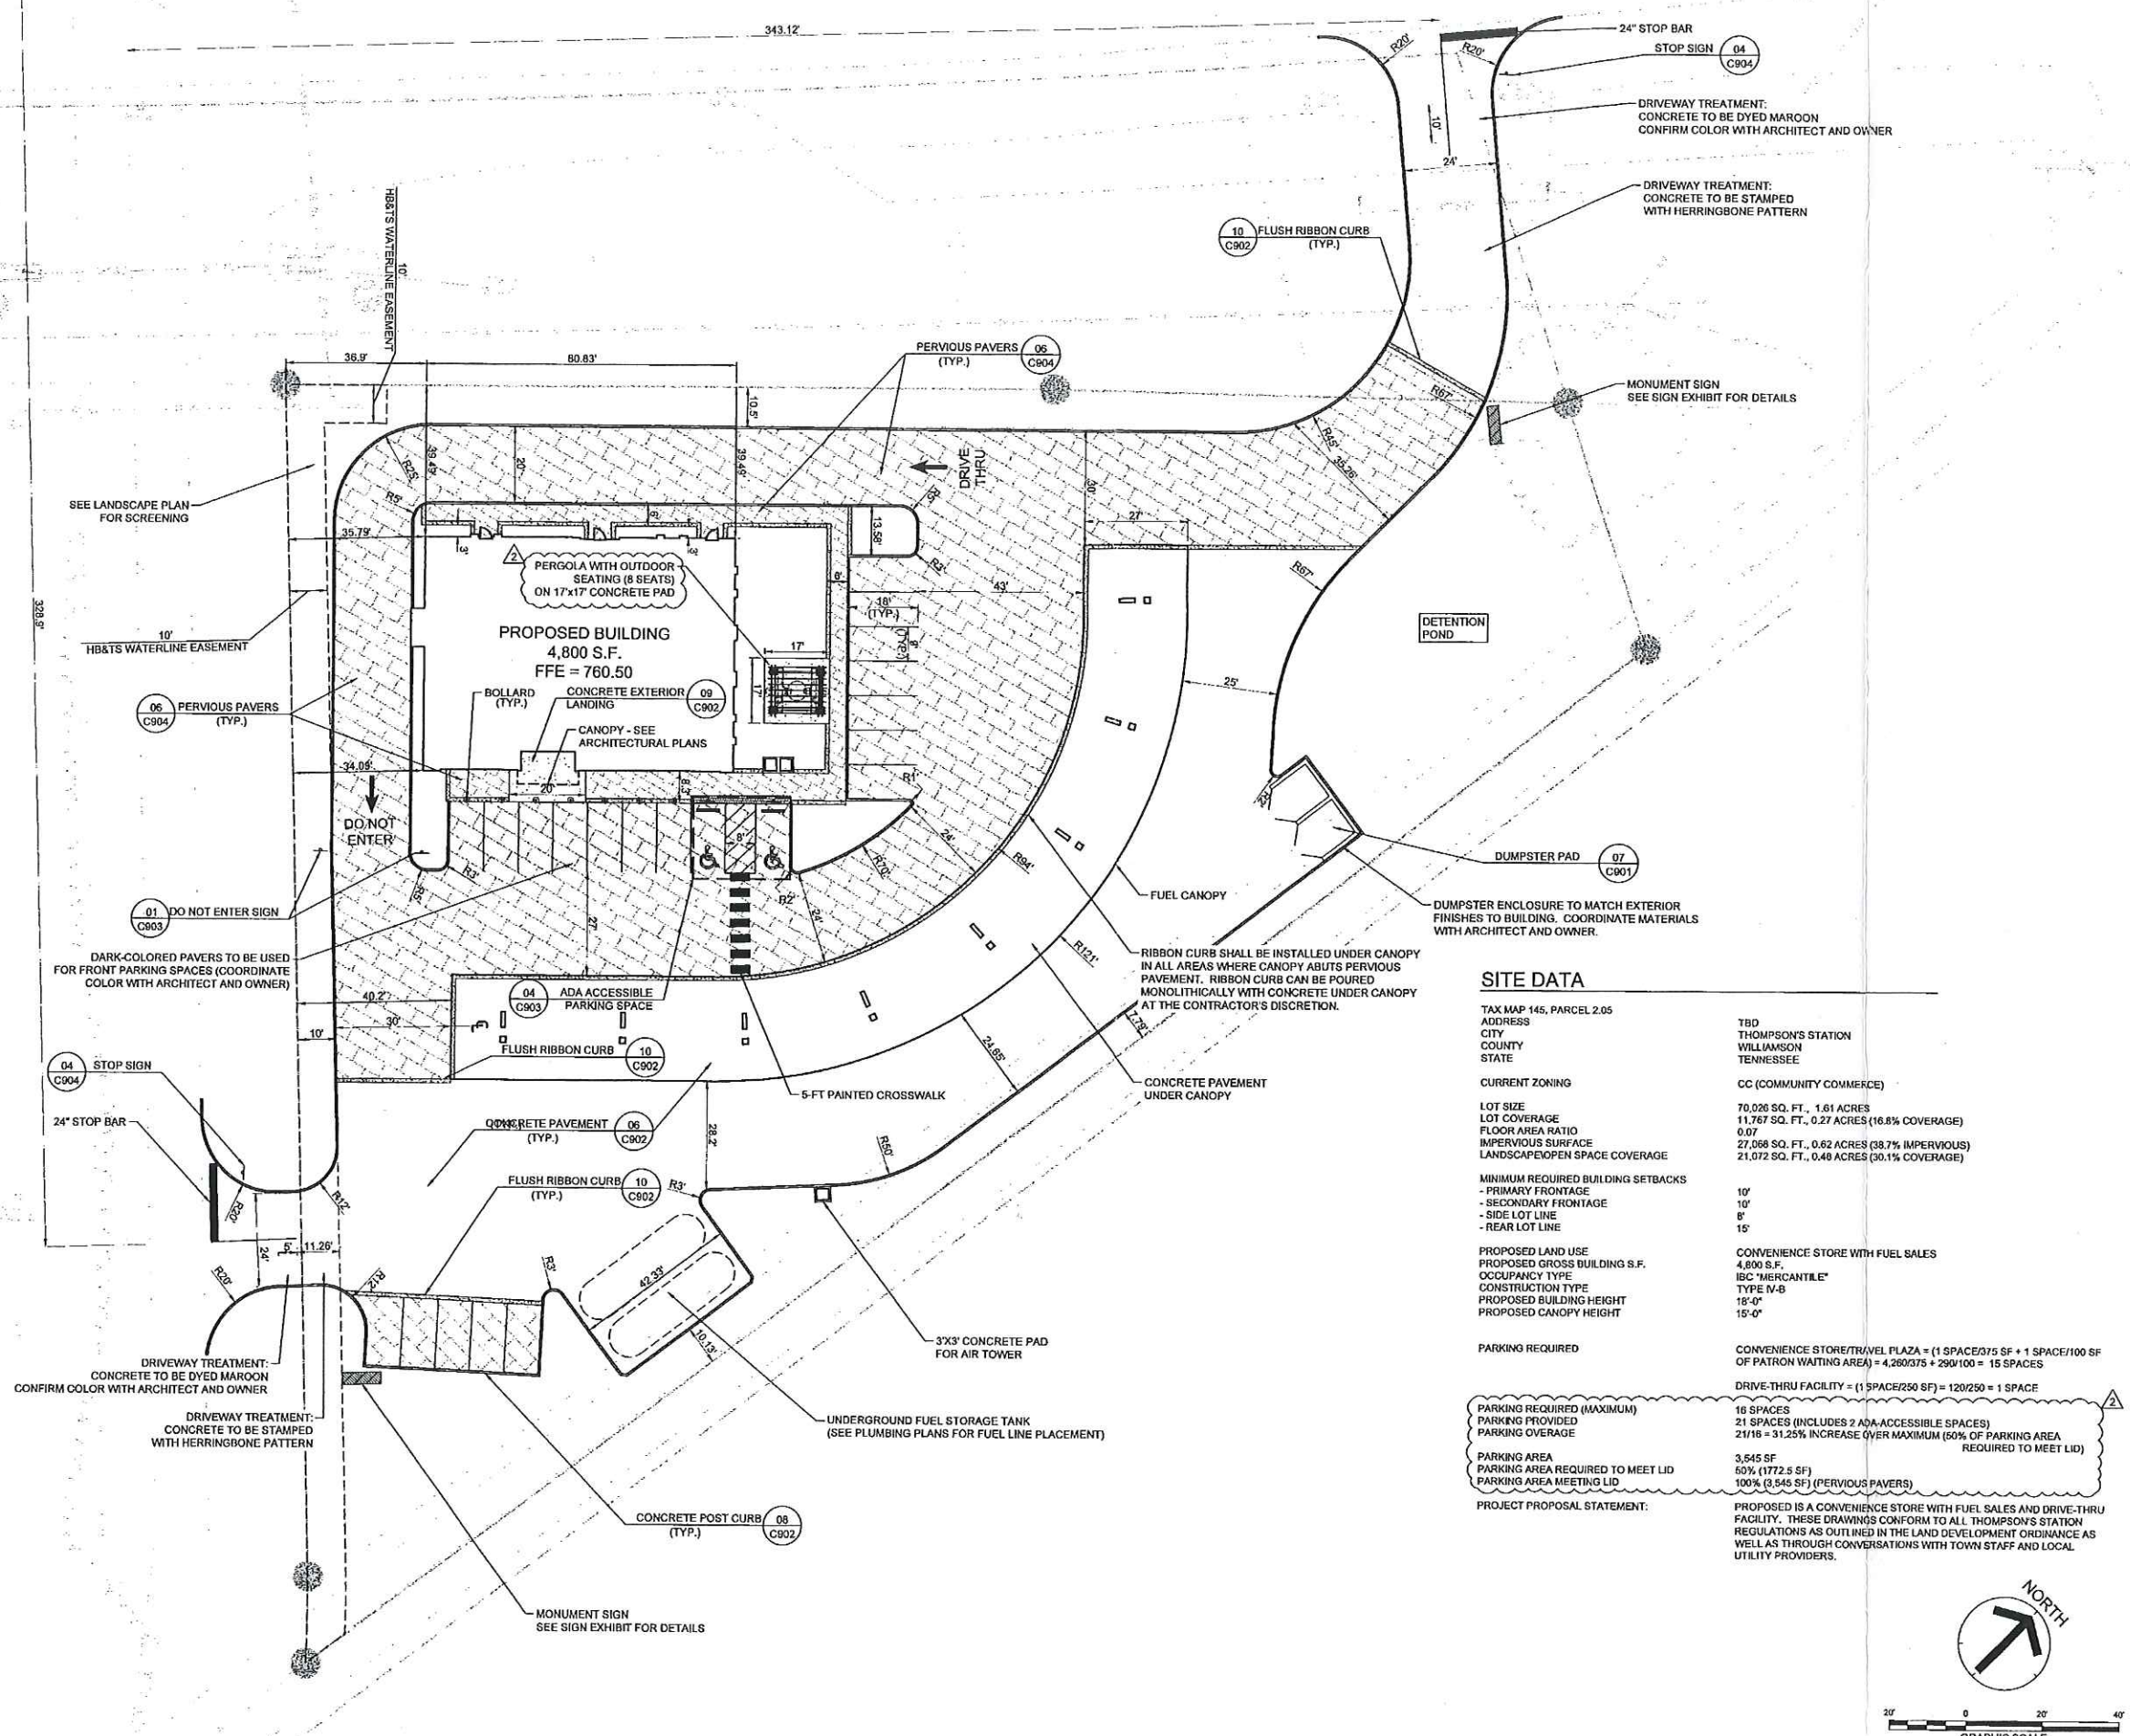 343.12'
24" STOP BAR
STOP SIGN 04 C904
R20'
R20'
DRIVEWAY TREATMENT:
CONCRETE TO BE DYED MAROON
CONFIRM COLOR WITH ARCHITECT AND OWNER
10'
24'
DRIVEWAY TREATMENT:
CONCRETE TO BE STAMPED
WITH HERRINGBONE PATTERN
10 C902 FLUSH RIBBON CURB
(TYP.)
10'
HB&TS WATERLINE EASEMENT
36.9'
80.83'
PERVIOUS PAVERS 06 C904
(TYP.)
R67'
MONUMENT SIGN
SEE SIGN EXHIBIT FOR DETAILS
10.5'
R25'
39.49'
20'
39.49'
DRIVE
THRU
30'
R45'
35.26'
SEE LANDSCAPE PLAN
FOR SCREENING
R5'
R5'
27'
35.79'
3'
6'
3'
13.58'
R3'
2
PERGOLA WITH OUTDOOR
SEATING (8 SEATS)
ON 17'x17' CONCRETE PAD
6'
43'
R67'
18'
(TYP.)
9'
(TYP.)
328.9'
10'
HB&TS WATERLINE EASEMENT
PROPOSED BUILDING
4,800 S.F.
FFE = 760.50
17'
17'
DETENTION
POND
25'
06 C904 PERVIOUS PAVERS
(TYP.)
BOLLARD
(TYP.)
CONCRETE EXTERIOR
LANDING
09 C902
CANOPY - SEE
ARCHITECTURAL PLANS
34.09'
20'
8.3'
R1'
DO NOT
ENTER
8'
24'
R70'
R94'
R2'
DUMPSTER PAD 07 C901
R3'
R5'
R2'
24'
FUEL CANOPY
01 C903 DO NOT ENTER SIGN
27'
DUMPSTER ENCLOSURE TO MATCH EXTERIOR
FINISHES TO BUILDING. COORDINATE MATERIALS
WITH ARCHITECT AND OWNER.
DARK-COLORED PAVERS TO BE USED
FOR FRONT PARKING SPACES (COORDINATE
COLOR WITH ARCHITECT AND OWNER)
R121'
RIBBON CURB SHALL BE INSTALLED UNDER CANOPY
IN ALL AREAS WHERE CANOPY ABUTS PERVIOUS
PAVEMENT. RIBBON CURB CAN BE POURED
MONOLITHICALLY WITH CONCRETE UNDER CANOPY
AT THE CONTRACTOR'S DISCRETION.
40.2'
04 C903 ADA ACCESSIBLE
PARKING SPACE
30'
10'
7.79'
24.65'
FLUSH RIBBON CURB 10 C902
04 C904 STOP SIGN
5-FT PAINTED CROSSWALK
CONCRETE PAVEMENT
UNDER CANOPY
24" STOP BAR
CONCRETE PAVEMENT 06 C902
(TYP.)
28.2'
R50'
FLUSH RIBBON CURB 10 C902
(TYP.)
R3'
R20'
R12'
5'
11.26'
24'
R20'
R12'
R3'
42.33'
10.13'
3'X3' CONCRETE PAD
FOR AIR TOWER
DRIVEWAY TREATMENT:
CONCRETE TO BE DYED MAROON
CONFIRM COLOR WITH ARCHITECT AND OWNER
DRIVEWAY TREATMENT:
CONCRETE TO BE STAMPED
WITH HERRINGBONE PATTERN
UNDERGROUND FUEL STORAGE TANK
(SEE PLUMBING PLANS FOR FUEL LINE PLACEMENT)
CONCRETE POST CURB 08 C902
(TYP.)
MONUMENT SIGN
SEE SIGN EXHIBIT FOR DETAILS
SITE DATA
TAX MAP 145, PARCEL 2.05
ADDRESS TBD
CITY THOMPSON'S STATION
COUNTY WILLIAMSON
STATE TENNESSEE
CURRENT ZONING CC (COMMUNITY COMMERCE)
LOT SIZE 70,026 SQ. FT., 1.61 ACRES
LOT COVERAGE 11,767 SQ. FT., 0.27 ACRES (16.8% COVERAGE)
FLOOR AREA RATIO 0.07
IMPERVIOUS SURFACE 27,068 SQ. FT., 0.62 ACRES (38.7% IMPERVIOUS)
LANDSCAPE\OPEN SPACE COVERAGE 21,072 SQ. FT., 0.48 ACRES (30.1% COVERAGE)
MINIMUM REQUIRED BUILDING SETBACKS
- PRIMARY FRONTAGE 10'
- SECONDARY FRONTAGE 10'
- SIDE LOT LINE 8'
- REAR LOT LINE 15'
PROPOSED LAND USE CONVENIENCE STORE WITH FUEL SALES
PROPOSED GROSS BUILDING S.F. 4,800 S.F.
OCCUPANCY TYPE IBC "MERCANTILE"
CONSTRUCTION TYPE TYPE IV-B
PROPOSED BUILDING HEIGHT 18'-0"
PROPOSED CANOPY HEIGHT 15'-0"
PARKING REQUIRED CONVENIENCE STORE/TRAVEL PLAZA = (1 SPACE/375 SF + 1 SPACE/100 SF
OF PATRON WAITING AREA) = 4,260/375 + 290/100 = 15 SPACES
DRIVE-THRU FACILITY = (1 SPACE/250 SF) = 120/250 = 1 SPACE
2
PARKING REQUIRED (MAXIMUM) 16 SPACES
PARKING PROVIDED 21 SPACES (INCLUDES 2 ADA-ACCESSIBLE SPACES)
PARKING OVERAGE 21/16 = 31.25% INCREASE OVER MAXIMUM (50% OF PARKING AREA
REQUIRED TO MEET LID)
PARKING AREA 3,545 SF
PARKING AREA REQUIRED TO MEET LID 50% (1772.5 SF)
PARKING AREA MEETING LID 100% (3,545 SF) (PERVIOUS PAVERS)
PROJECT PROPOSAL STATEMENT: PROPOSED IS A CONVENIENCE STORE WITH FUEL SALES AND DRIVE-THRU
FACILITY. THESE DRAWINGS CONFORM TO ALL THOMPSON'S STATION
REGULATIONS AS OUTLINED IN THE LAND DEVELOPMENT ORDINANCE AS
WELL AS THROUGH CONVERSATIONS WITH TOWN STAFF AND LOCAL
UTILITY PROVIDERS.
NORTH
20' 0 20' 40'
GRAPHIC SCALE